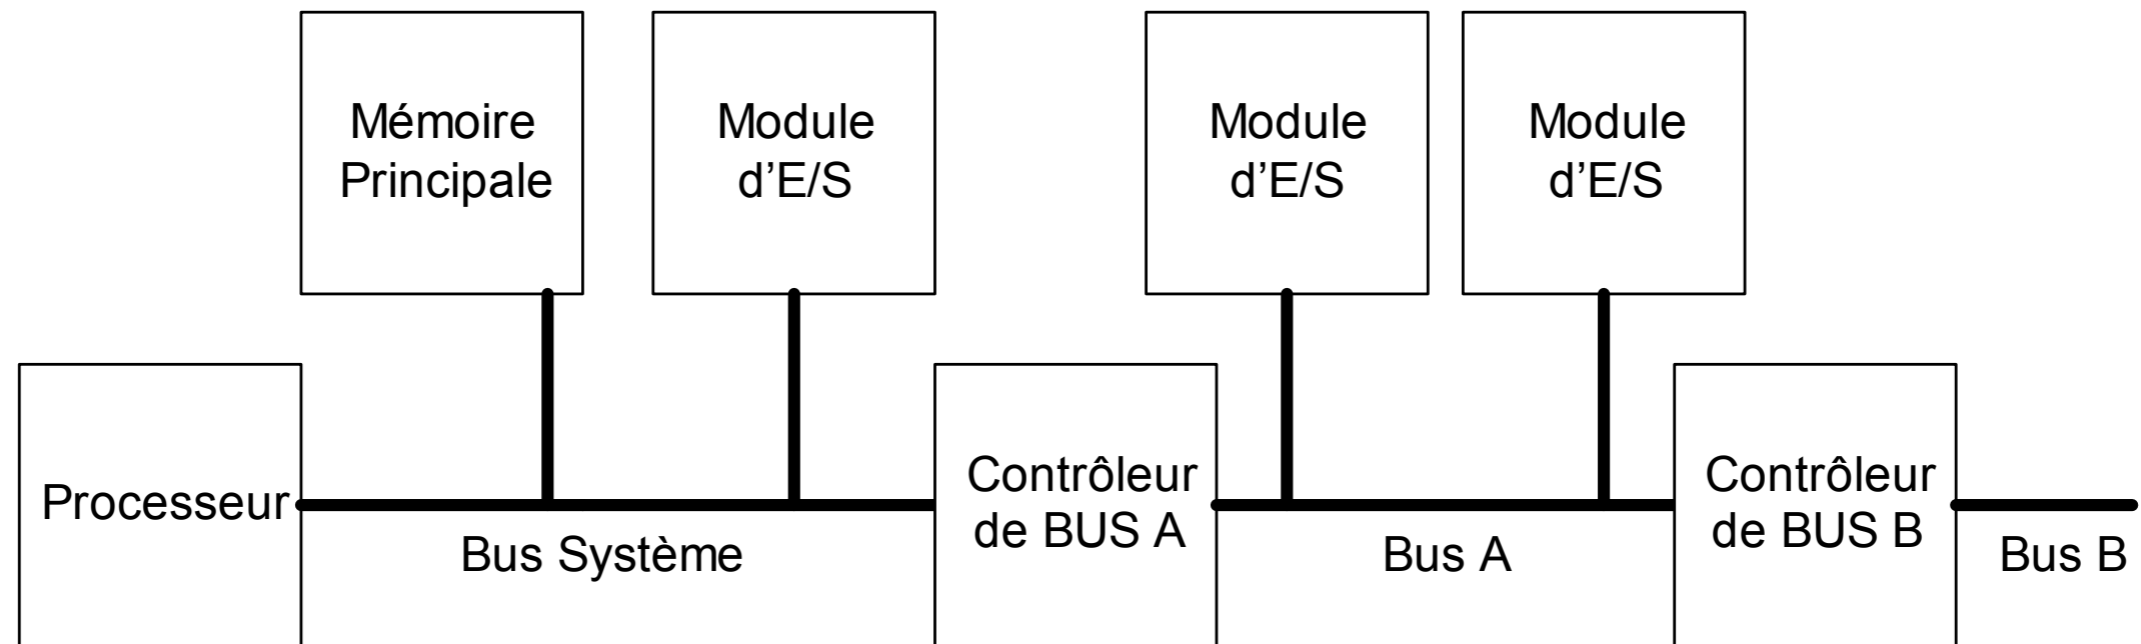 Mémoire
Principale
Module
d’E/S
Module
d’E/S
Module
d’E/S
Processeur
Bus Système
Contrôleur
de BUS A
Bus A
Contrôleur
de BUS B
Bus B